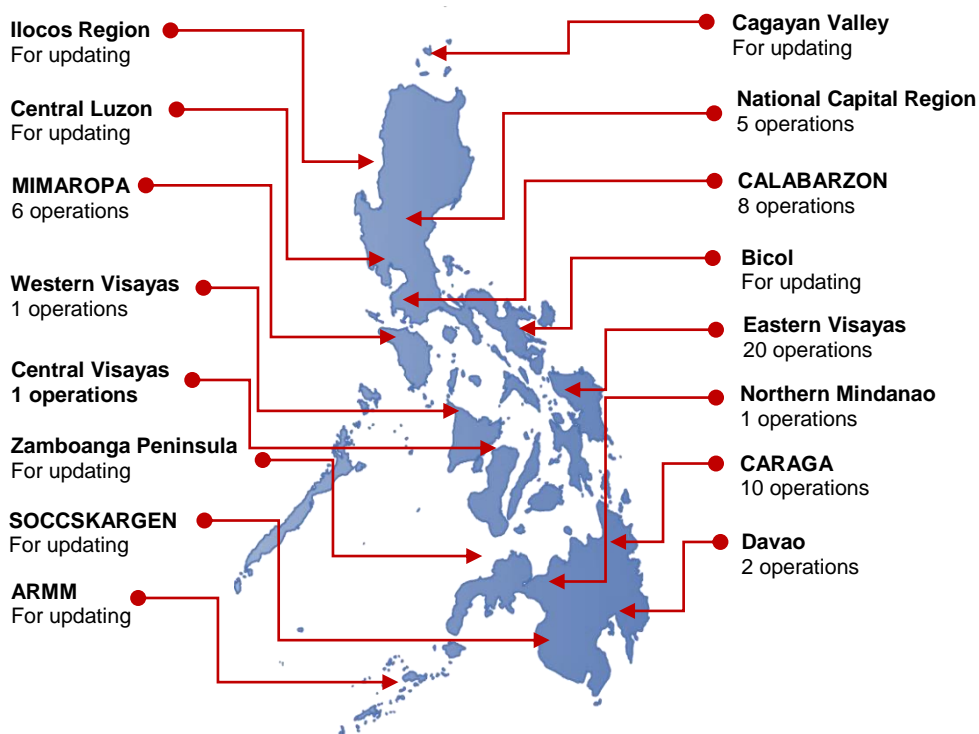 Ilocos Region
For updating
Central Luzon
For updating
MIMAROPA
6 operations
Western Visayas
1 operations
Central Visayas
1 operations
Zamboanga Peninsula
For updating
SOCCSKARGEN
For updating
ARMM
For updating
Cagayan Valley
For updating
National Capital Region
5 operations
CALABARZON
8 operations
Bicol
For updating
Eastern Visayas
20 operations
Northern Mindanao
1 operations
CARAGA
10 operations
Davao
2 operations